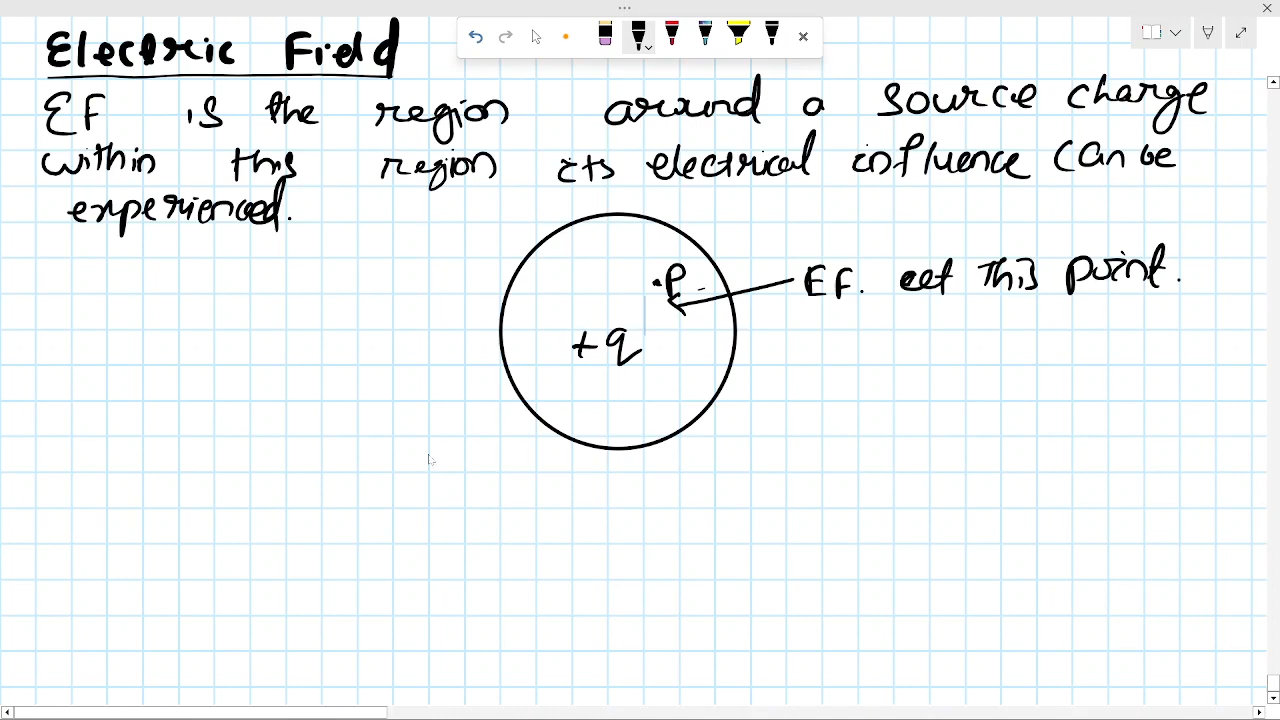 Electric Field
EF is the region around a source charge
within this region its electrical influence can be
experienced.
.P
EF. at this point.
+q